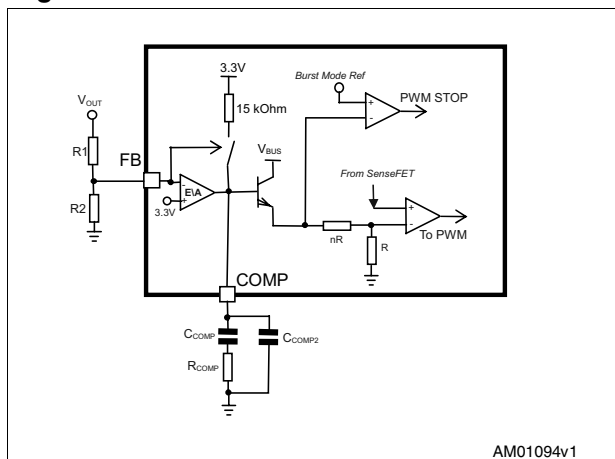 3.3V
15 kOhm
Burst Mode Ref
PWM STOP
+
-
VOUT
R1
FB
VBUS
From SenseFET
-
E\A
+
3.3V
+
-
To PWM
nR
R
R2
COMP
CCOMP
CCOMP2
RCOMP
AM01094v1